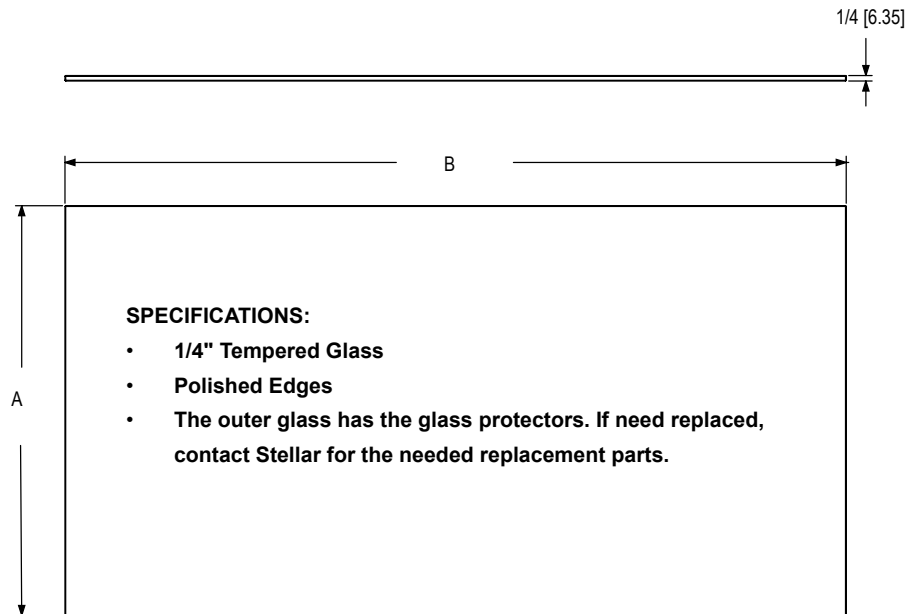 1/4 [6.35]
B
SPECIFICATIONS:
• 1/4" Tempered Glass
• Polished Edges
• The outer glass has the glass protectors. If need replaced,
contact Stellar for the needed replacement parts.
A